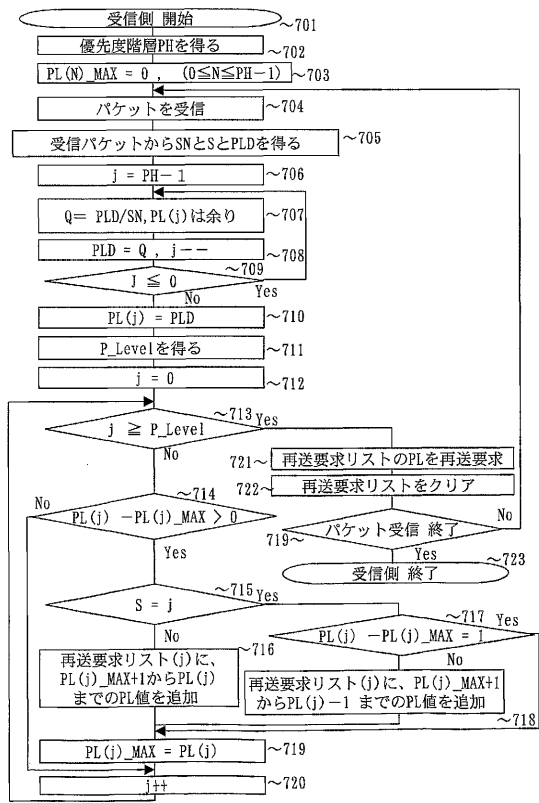 受信側 開始
~701
優先度階層PHを得る
~702
PL(N)_MAX = 0 , (0≦N≦PH-1)
~703
パケットを受信
~704
受信パケットからSNとSとPLDを得る
~705
j = PH-1
~706
Q= PLD/SN,PL(j)は余り
~707
PLD = Q , j--
~708
J ≦ 0
~709
No
Yes
PL(j) = PLD
~710
P_Levelを得る
~711
j = 0
~712
j ≧ P_Level
~713
Yes
No
721~
再送要求リストのPLを再送要求
722~
再送要求リストをクリア
719~
パケット受信 終了
No
Yes
受信側 終了
~723
No
PL(j) -PL(j)_MAX > 0
~714
Yes
S = j
~715
Yes
No
PL(j) -PL(j)_MAX = 1
~717
Yes
No
再送要求リスト(j)に、
PL(j)_MAX+1からPL(j)
までのPL値を追加
~716
再送要求リスト(j)に、PL(j)_MAX+1
からPL(j)-1 までのPL値を追加
~718
PL(j)_MAX = PL(j)
~719
j++
~720